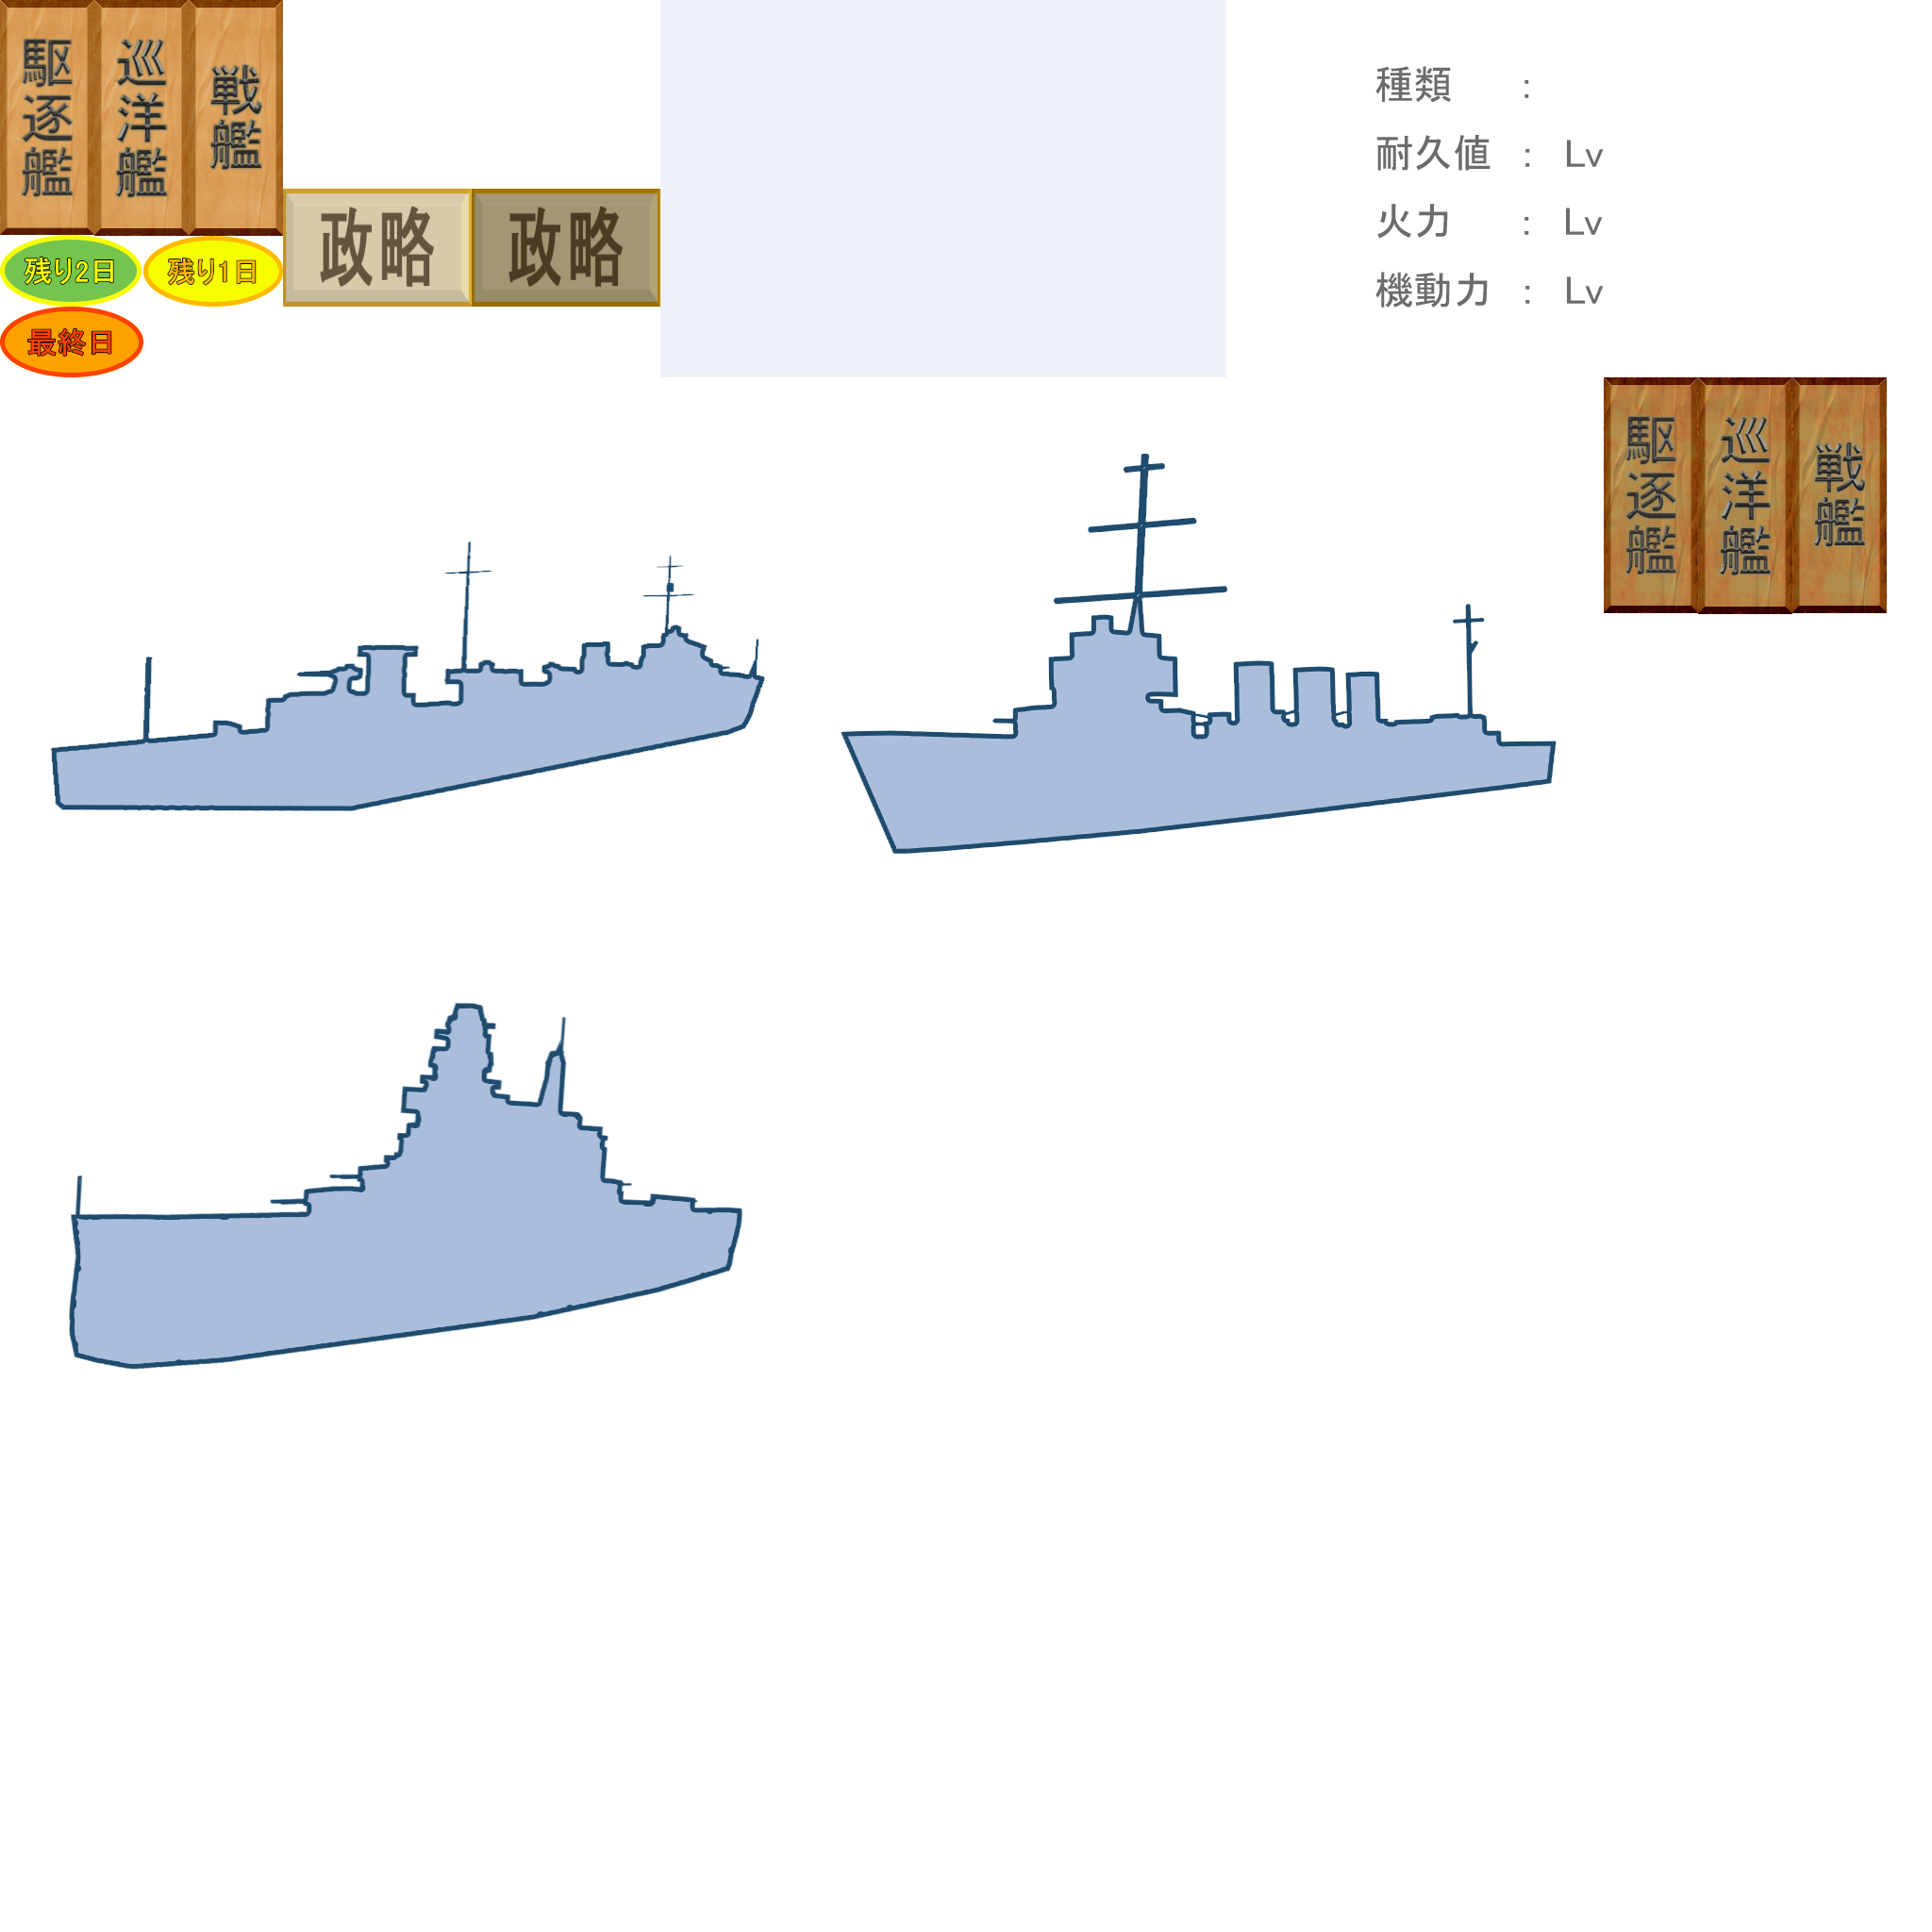 駆逐艦
巡洋艦
戦艦
政略
政略
残り2日
残り1日
最終日
種類 :
耐久値 : Lv
火力 : Lv
機動力 : Lv
駆逐艦
巡洋艦
戦艦